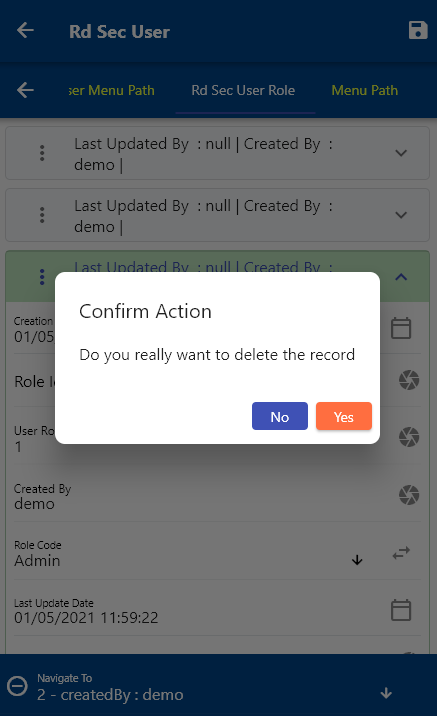 Rd Sec User
ser Menu Path Rd Sec User Role Menu Path
Last Updated By : null | Created By :
demo |
Last Updated By : null | Created By :
demo |
Last Updated By : null | Created By :
Confirm Action
Do you really want to delete the record
No Yes
Creation
01/05
Role
User Ro
1
Created By
demo
Role Code
Admin
Last Update Date
01/05/2021 11:59:22
Navigate To
2 - createdBy : demo